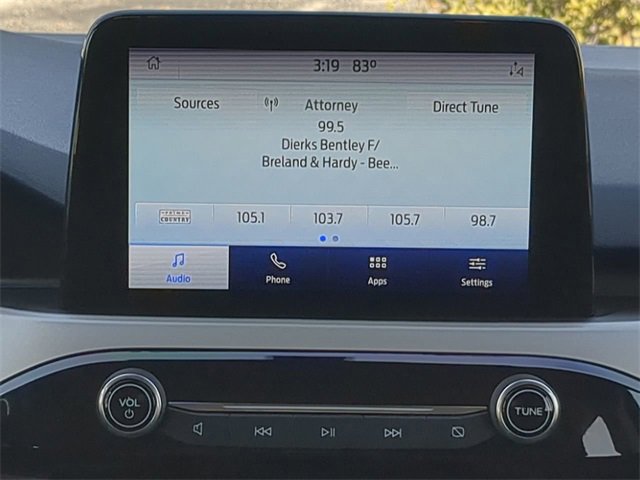 3:19 83°
Sources Attorney Direct Tune
99.5
Dierks Bentley F/
Breland & Hardy - Bee...
PRIME
COUNTRY 105.1 103.7 105.7 98.7
Audio Phone Apps Settings
VOL TUNE